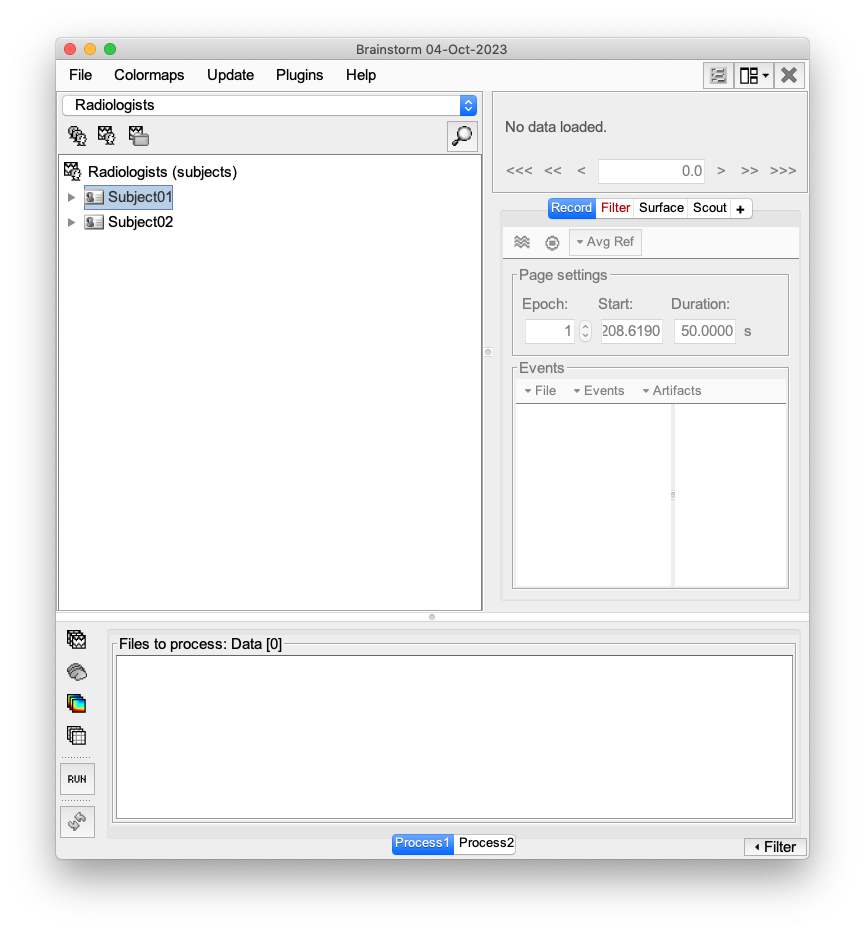 Brainstorm 04-Oct-2023
File Colormaps Update Plugins Help
Radiologists
Radiologists (subjects)
Subject01
Subject02
No data loaded.
<<< << < 0.0 > >> >>>
Record Filter Surface Scout +
Avg Ref
Page settings
Epoch: Start: Duration:
1 208.6190 50.0000 s
Events
File Events Artifacts
Files to process: Data [0]
RUN
Process1 Process2
Filter